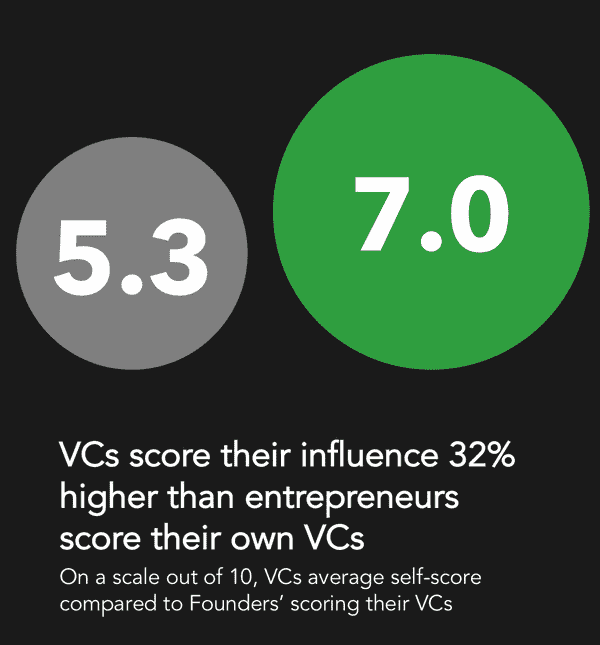 5.3
7.0
VCs score their influence 32%
higher than entrepreneurs
score their own VCs
On a scale out of 10, VCs average self-score
compared to Founders’ scoring their VCs